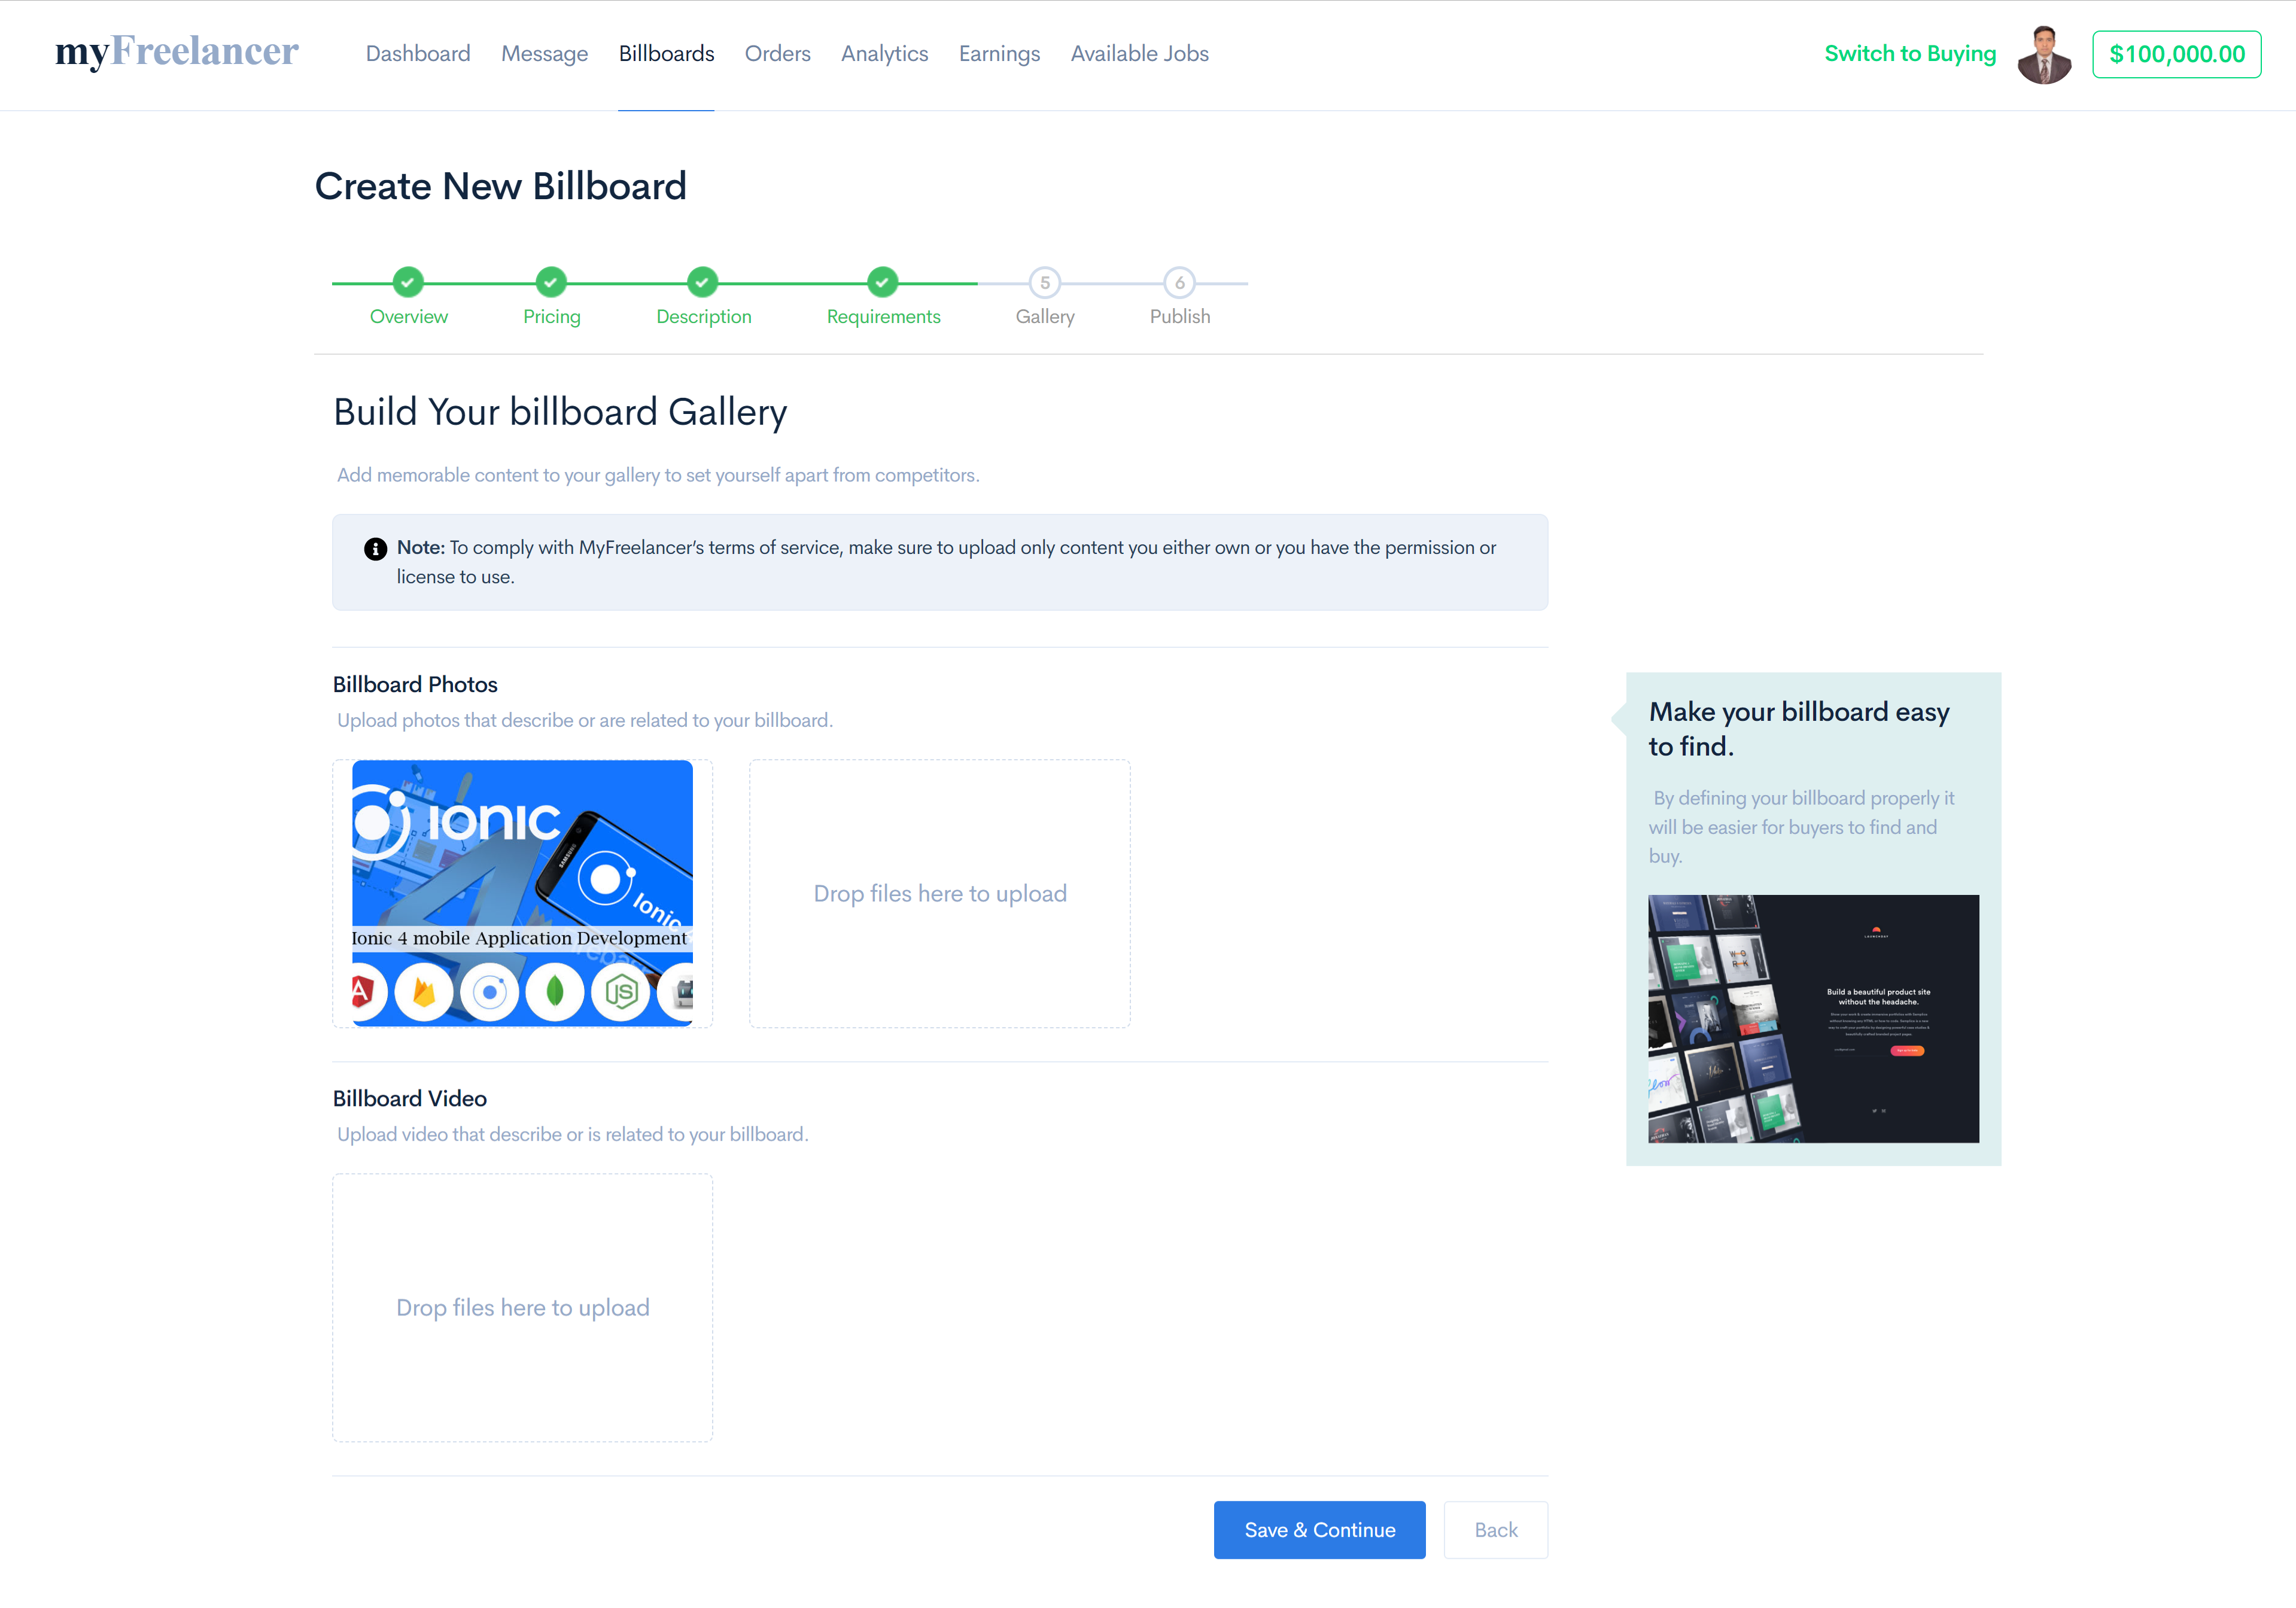 myFreelancer
Dashboard Message Billboards Orders Analytics Earnings Available Jobs
Switch to Buying
$100,000.00
Create New Billboard
5 6
Overview Pricing Description Requirements Gallery Publish
Build Your billboard Gallery
Add memorable content to your gallery to set yourself apart from competitors.
Note: To comply with MyFreelancer's terms of service, make sure to upload only content you either own or you have the permission or
license to use.
Billboard Photos
Upload photos that describe or are related to your billboard.
ionic
SAMSUNG
Ionic
Ionic 4 mobile Application Development
JS
Drop files here to upload
Billboard Video
Upload video that describe or is related to your billboard.
Drop files here to upload
Save & Continue
Back
Make your billboard easy
to find.
By defining your billboard properly it
will be easier for buyers to find and
buy.
WORK
Build a beautiful product site
without the headache.